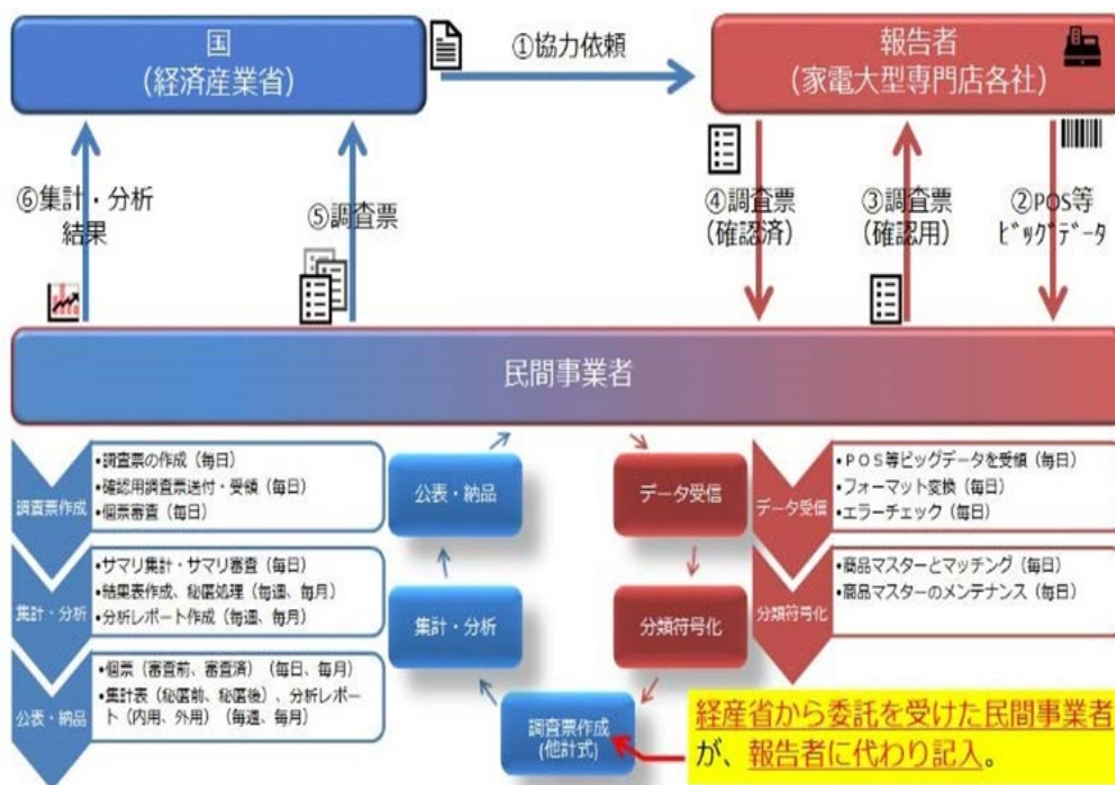 国
(経済産業省)
①協力依頼
報告者
(家電大型専門店各社)
⑥集計・分析
結果
⑤調査票
④調査票
(確認済)
③調査票
(確認用)
②POS等
ﾋﾞｯｸﾞﾃﾞｰﾀ
民間事業者
調査票作成
•調査票の作成（毎日）
•確認用調査票送付・受領（毎日）
•個票審査（毎日）
集計・分析
•サマリ集計・サマリ審査（毎日）
•結果表作成、秘匿処理（毎週、毎月）
•分析レポート作成（毎週、毎月）
公表・納品
•個票（審査前、審査済）（毎日、毎月）
•集計表（秘匿前、秘匿後）、分析レポー
ト（内用、外用）（毎週、毎月）
公表・納品
集計・分析
調査票作成
(他計式)
データ受信
分類符号化
データ受信
•ＰＯＳ等ビッグデータを受領（毎日）
•フォーマット変換（毎日）
•エラーチェック（毎日）
分類符号化
•商品マスターとマッチング（毎日）
•商品マスターのメンテナンス（毎日）
経産省から委託を受けた民間事業者
が、報告者に代わり記入。